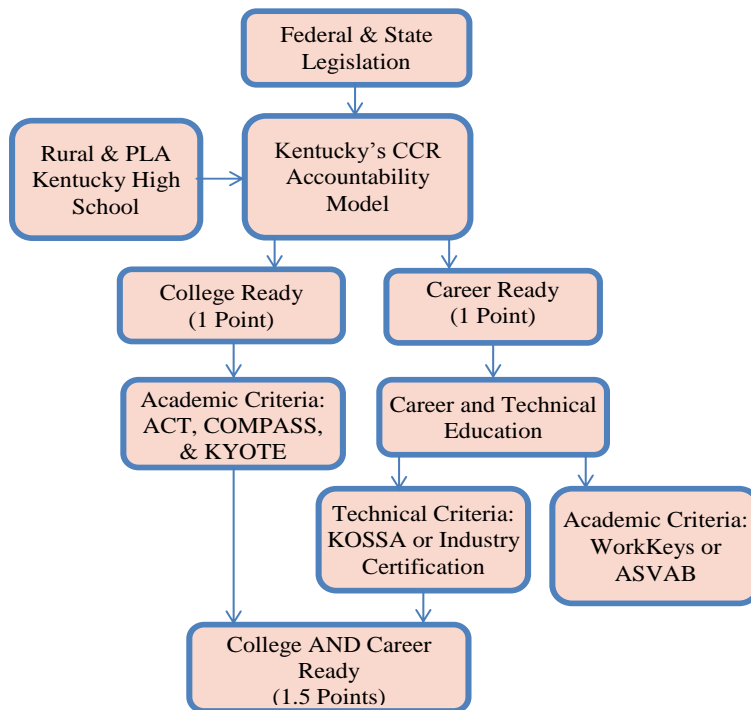 Federal & State
Legislation
Rural & PLA
Kentucky High
School
Kentucky's CCR
Accountability
Model
College Ready
(1 Point)
Career Ready
(1 Point)
Academic Criteria:
ACT, COMPASS,
& KYOTE
Career and Technical
Education
Technical Criteria:
KOSSA or Industry
Certification
Academic Criteria:
WorkKeys or
ASVAB
College AND Career
Ready
(1.5 Points)